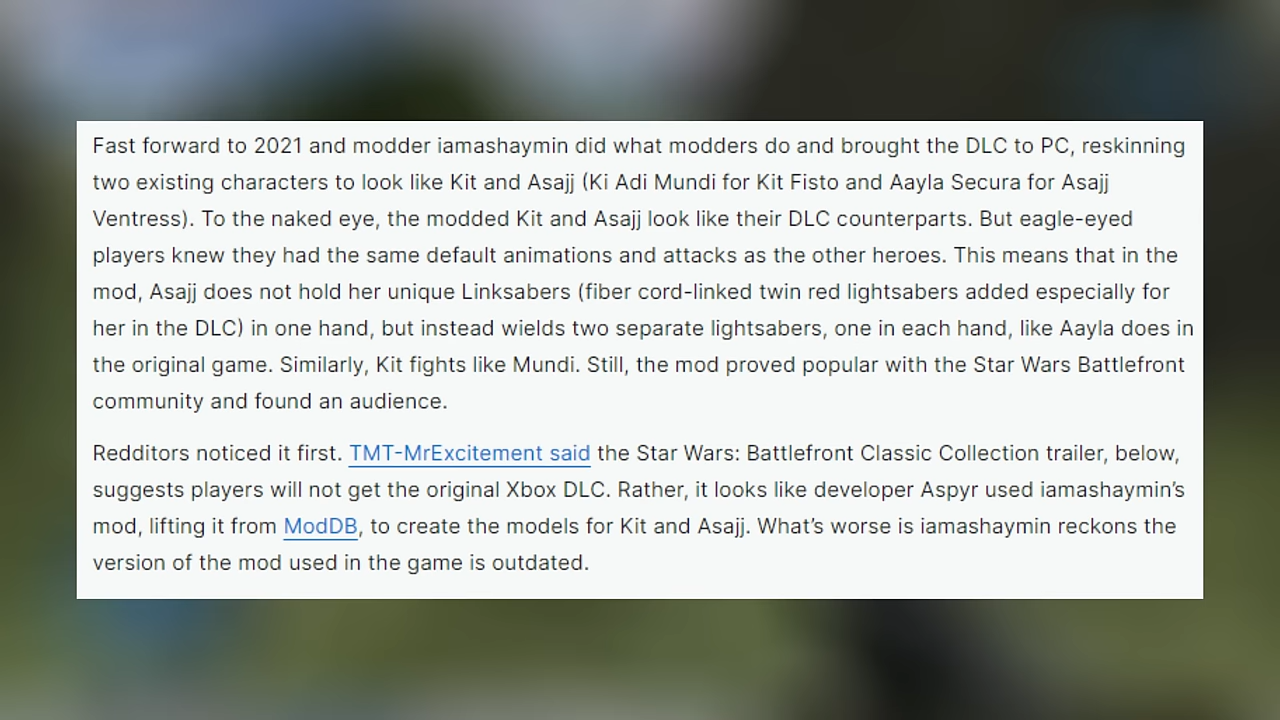 Fast forward to 2021 and modder iamashaymin did what modders do and brought the DLC to PC, reskinning
two existing characters to look like Kit and Asajj (Ki Adi Mundi for Kit Fisto and Aayla Secura for Asajj
Ventress). To the naked eye, the modded Kit and Asajj look like their DLC counterparts. But eagle-eyed
players knew they had the same default animations and attacks as the other heroes. This means that in the
mod, Asajj does not hold her unique Linksabers (fiber cord-linked twin red lightsabers added especially for
her in the DLC) in one hand, but instead wields two separate lightsabers, one in each hand, like Aayla does in
the original game. Similarly, Kit fights like Mundi. Still, the mod proved popular with the Star Wars Battlefront
community and found an audience.
Redditors noticed it first. TMT-MrExcitement said the Star Wars: Battlefront Classic Collection trailer, below,
suggests players will not get the original Xbox DLC. Rather, it looks like developer Aspyr used iamashaymin’s
mod, lifting it from ModDB, to create the models for Kit and Asajj. What’s worse is iamashaymin reckons the
version of the mod used in the game is outdated.